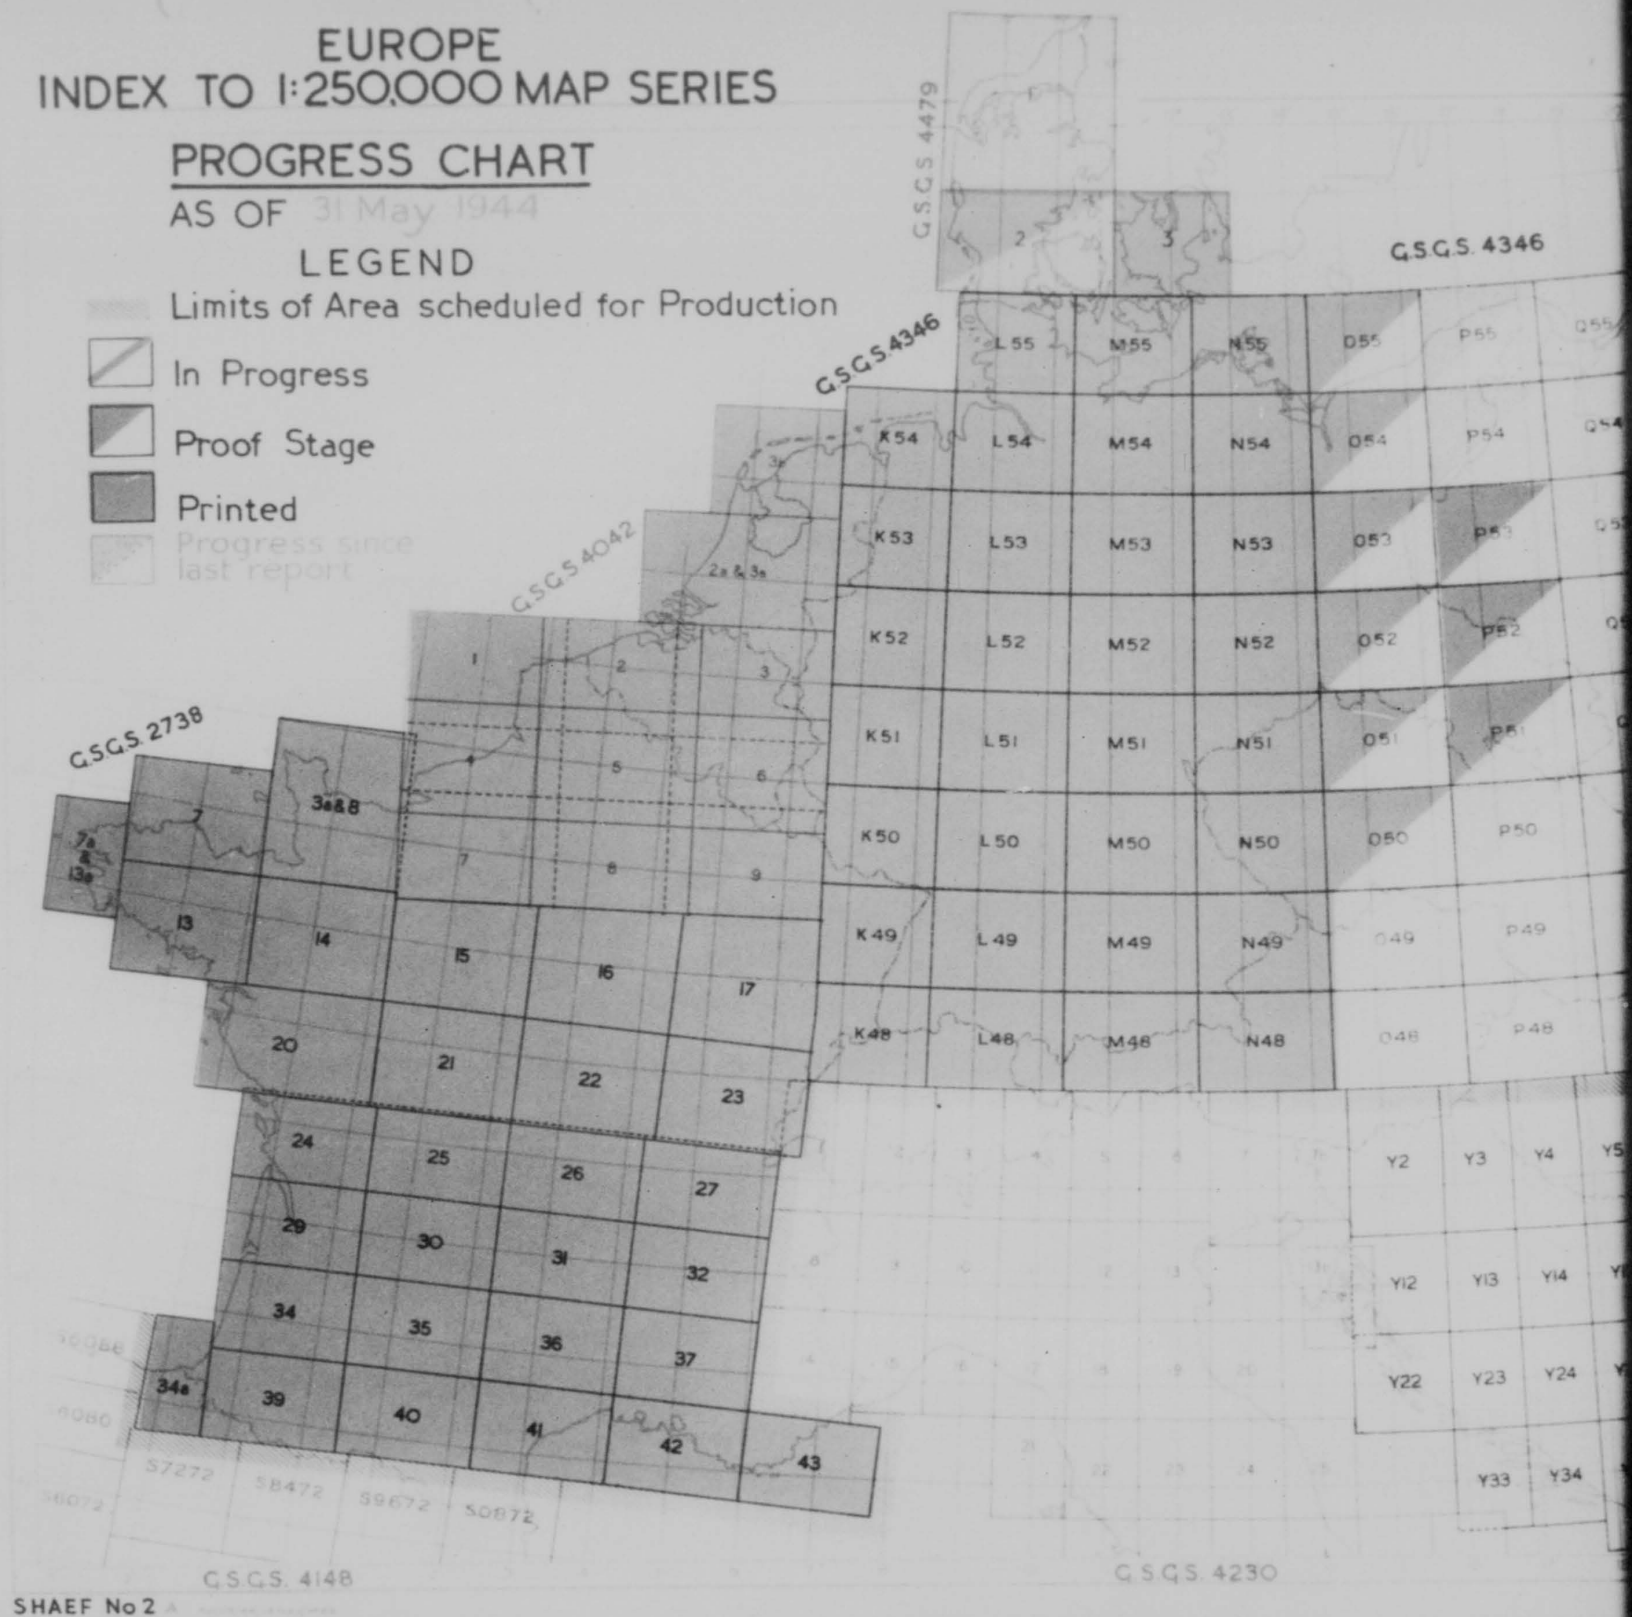 EUROPE
INDEX TO 1:250,000 MAP SERIES
PROGRESS CHART
AS OF 31 May 1944
LEGEND
Limits of Area scheduled for Production
In Progress
Proof Stage
Printed
Progress since
last report
G.S.G.S. 4479
2 3
G.S.G.S. 4346
G.S.G.S. 4346
L55 M55 N55 O55 P55 Q55
K54 L54 M54 N54 O54 P54 Q54
K53 L53 M53 N53 O53 P53
2a & 3a
G.S.G.S. 4042
K52 L52 M52 N52 O52 P52
1 2 3
K51 L51 M51 N51 O51 P51
4 5 6
G.S.G.S. 2738
7a & 13a 7 3a&8
K50 L50 M50 N50 O50 P50
7 8 9
K49 L49 M49 N49 O49 P49
13 14 15 16 17
K48 L48 M48 N48 O48 P48
20 21 22 23
24 25 26 27
Y2 Y3 Y4 Y5
29 30 31 32
Y12 Y13 Y14
34 35 36 37
Y22 Y23 Y24
34a 39 40 41 42 43
Y33 Y34
S6080
S7272 S8472 S9672 S0872
S6072
G.S.G.S. 4148
G.S.G.S. 4230
SHAEF No 2